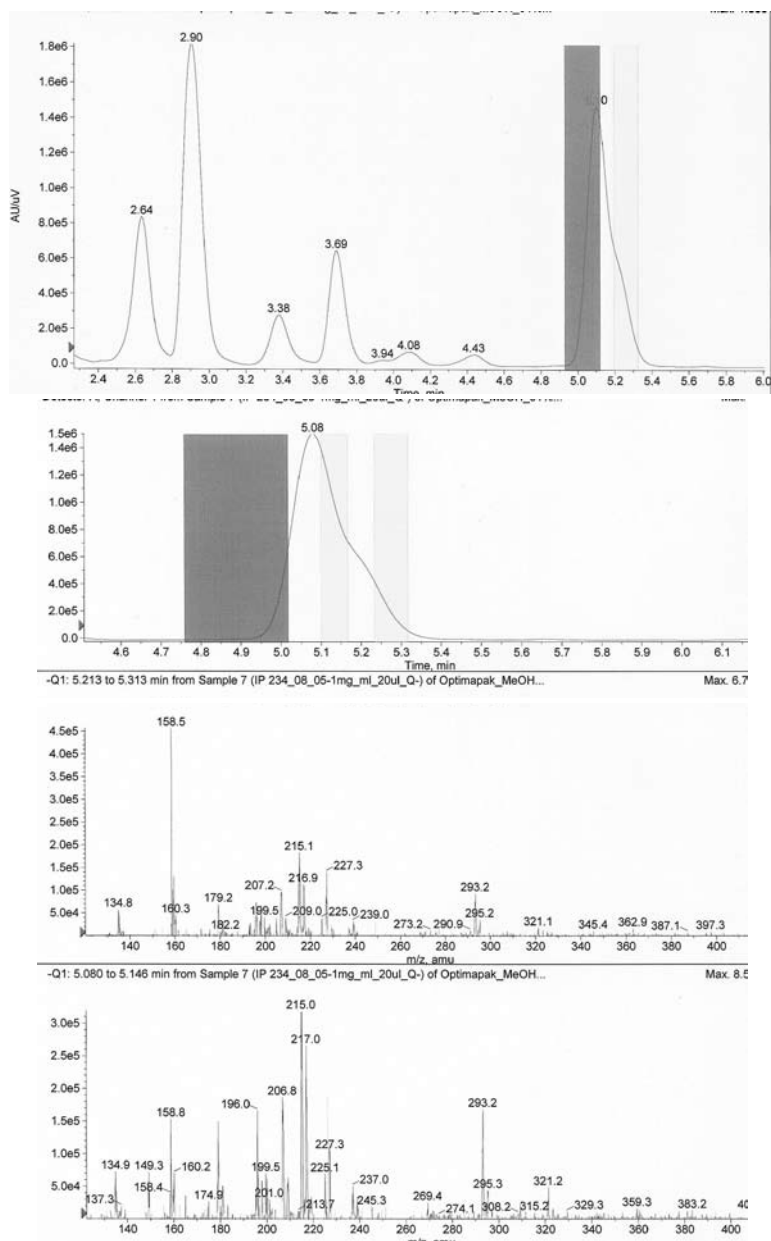 1.8e6
1.6e6
1.4e6
1.2e6
1.0e6
8.0e5
6.0e5
4.0e5
2.0e5
0.0
AU/uV
2.64
2.90
3.38
3.69
3.94
4.08
4.43
2.4 2.6 2.8 3.0 3.2 3.4 3.6 3.8 4.0 4.2 4.4 4.6 4.8 5.0 5.2 5.4 5.6 5.8 6.0
Time, min
1.5e6
1.4e6
1.2e6
1.0e6
8.0e5
6.0e5
4.0e5
2.0e5
0.0
5.08
4.6 4.7 4.8 4.9 5.0 5.1 5.2 5.3 5.4 5.5 5.6 5.7 5.8 5.9 6.0 6.1
Time, min
-Q1: 5.213 to 5.313 min from Sample 7 (IP 234_08_05-1mg_ml_20ul_Q-) of Optimapak_MeOH... Max. 6.7
4.5e5
4.0e5
3.5e5
3.0e5
2.5e5
2.0e5
1.5e5
1.0e5
5.0e4
158.5
134.8
160.3
179.2
182.2
207.2
199.5
215.1
216.9
209.0
227.3
225.0
239.0
273.2
290.9
293.2
295.2
321.1
345.4
362.9
387.1
397.3
140 160 180 200 220 240 260 280 300 320 340 360 380 400
m/z, amu
-Q1: 5.080 to 5.146 min from Sample 7 (IP 234_08_05-1mg_ml_20ul_Q-) of Optimapak_MeOH... Max. 8.5
3.0e5
2.5e5
2.0e5
1.5e5
1.0e5
5.0e4
215.0
217.0
206.8
196.0
158.8
134.9
149.3
160.2
158.4
137.3
174.9
199.5
201.0
213.7
227.3
225.1
237.0
245.3
269.4
274.1
293.2
295.3
308.2
315.2
321.2
329.3
359.3
383.2
140 160 180 200 220 240 260 280 300 320 340 360 380 400
m/z, amu